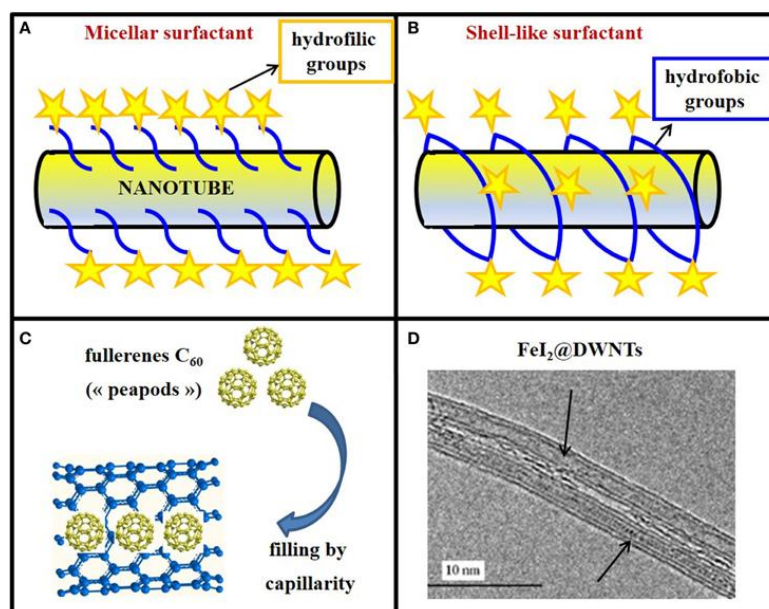 A
Micellar surfactant
hydrofilic
groups
NANOTUBE
B
Shell-like surfactant
hydrofobic
groups
C
fullerenes C₆₀
(« peapods »)
filling by
capillarity
D
FeI₂@DWNTs
10 nm